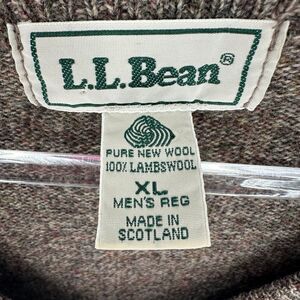 L.L.Bean®
PURE NEW WOOL
100% LAMBSWOOL
XL
MEN'S REG
MADE IN
SCOTLAND